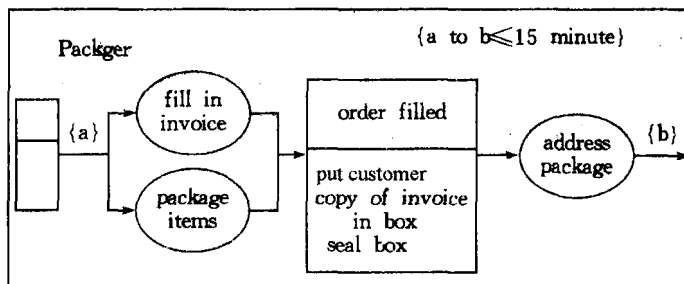 Packger
{a to b⩽15 minute}
{a}
fill in
invoice
package
items
order filled
put customer
copy of invoice
in box
seal box
address
package
{b}